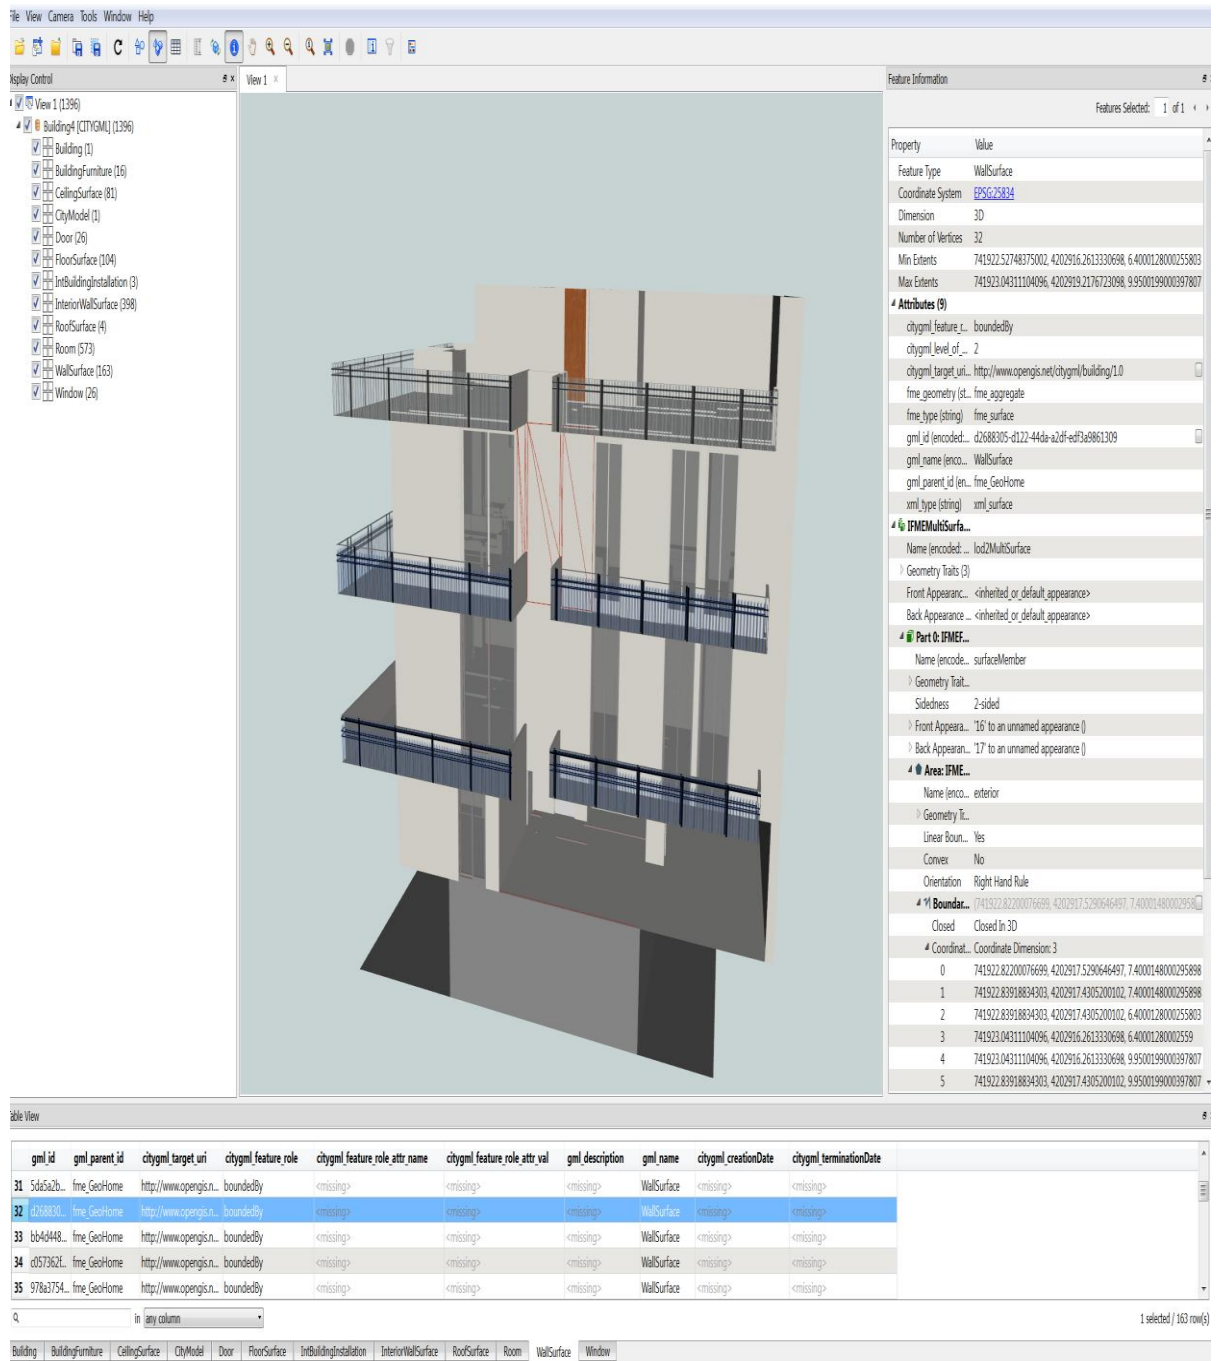 File View Camera Tools Window Help
Display Control
View 1
View 1 (1396)
Building4 [CITYGML] (1396)
Building (1)
BuildingFurniture (16)
CeilingSurface (81)
CityModel (1)
Door (26)
FloorSurface (104)
IntBuildingInstallation (3)
InteriorWallSurface (398)
RoofSurface (4)
Room (573)
WallSurface (163)
Window (26)
Feature Information
Features Selected: 1 of 1
Property Value
Feature Type WallSurface
Coordinate System EPSG:25834
Dimension 3D
Number of Vertices 32
Min Extents 741922.52748375002, 4202916.2613330698, 6.4000128000255803
Max Extents 741923.04311104096, 4202919.2176723098, 9.9500199000397807
Attributes (9)
citygml_feature_r... boundedBy
citygml_level_of_... 2
citygml_target_uri... http://www.opengis.net/citygml/building/1.0
fme_geometry (st... fme_aggregate
fme_type (string) fme_surface
gml_id (encoded:... d2688305-d122-44da-a2df-edf3a9861309
gml_name (enco... WallSurface
gml_parent_id (en... fme_GeoHome
xml_type (string) xml_surface
IFMEMultiSurfa...
Name (encoded: ... lod2MultiSurface
Geometry Traits (3)
Front Appearanc... <inherited_or_default_appearance>
Back Appearance ... <inherited_or_default_appearance>
Part 0: IFMEF...
Name (encode... surfaceMember
Geometry Trait...
Sidedness 2-sided
Front Appeara... '16' to an unnamed appearance ()
Back Appearan... '17' to an unnamed appearance ()
Area: IFME...
Name (enco... exterior
Geometry Tr...
Linear Boun... Yes
Convex No
Orientation Right Hand Rule
Boundar... (741922.82200076699, 4202917.5290646497, 7.40001480002958
Closed Closed In 3D
Coordinat... Coordinate Dimension: 3
0 741922.82200076699, 4202917.5290646497, 7.4000148000295898
1 741922.83918834303, 4202917.4305200102, 7.4000148000295898
2 741922.83918834303, 4202917.4305200102, 6.4000128000255803
3 741923.04311104096, 4202916.2613330698, 6.40001280002559
4 741923.04311104096, 4202916.2613330698, 9.9500199000397807
5 741922.83918834303, 4202917.4305200102, 9.9500199000397807
Table View
gml_id gml_parent_id citygml_target_uri citygml_feature_role citygml_feature_role_attr_name citygml_feature_role_attr_val gml_description gml_name citygml_creationDate citygml_terminationDate
31 5da5a2b... fme_GeoHome http://www.opengis.n... boundedBy <missing> <missing> <missing> WallSurface <missing> <missing>
32 d268830... fme_GeoHome http://www.opengis.n... boundedBy <missing> <missing> <missing> WallSurface <missing> <missing>
33 bb4d448... fme_GeoHome http://www.opengis.n... boundedBy <missing> <missing> <missing> WallSurface <missing> <missing>
34 c057362f... fme_GeoHome http://www.opengis.n... boundedBy <missing> <missing> <missing> WallSurface <missing> <missing>
35 978a3754... fme_GeoHome http://www.opengis.n... boundedBy <missing> <missing> <missing> WallSurface <missing> <missing>
in any column
1 selected / 163 row(s)
Building BuildingFurniture CeilingSurface CityModel Door FloorSurface IntBuildingInstallation InteriorWallSurface RoofSurface Room WallSurface Window